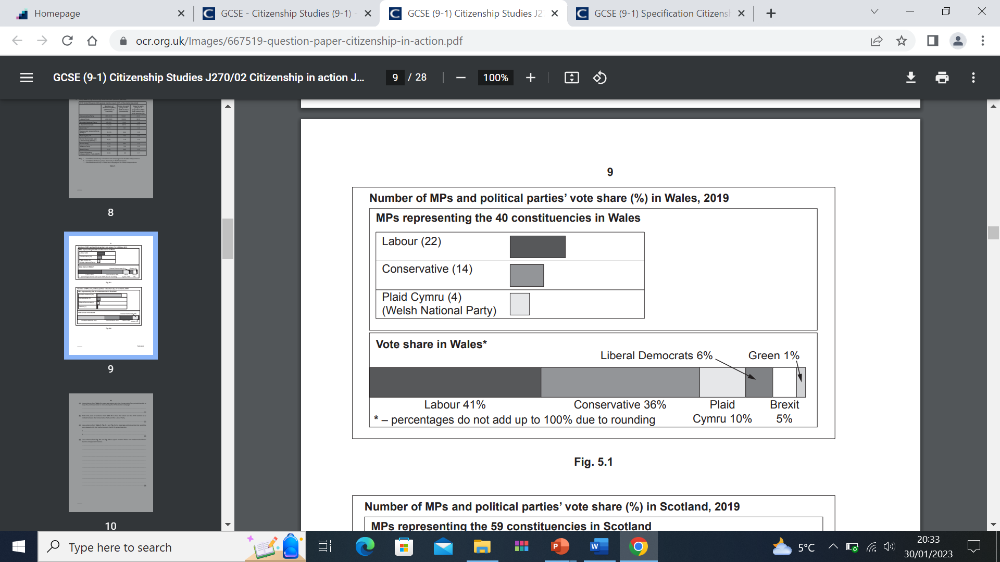 Homepage
GCSE - Citizenship Studies (9-1) -
GCSE (9-1) Citizenship Studies J2
GCSE (9-1) Specification Citizensh
ocr.org.uk/Images/667519-question-paper-citizenship-in-action.pdf
GCSE (9-1) Citizenship Studies J270/02 Citizenship in action J...
9 / 28
100%
8
9
10
9
Number of MPs and political parties’ vote share (%) in Wales, 2019
MPs representing the 40 constituencies in Wales
Labour (22)
Conservative (14)
Plaid Cymru (4)
(Welsh National Party)
Vote share in Wales*
Liberal Democrats 6%
Green 1%
Labour 41%
Conservative 36%
Plaid
Cymru 10%
Brexit
5%
* – percentages do not add up to 100% due to rounding
Fig. 5.1
Number of MPs and political parties’ vote share (%) in Scotland, 2019
MPs representing the 59 constituencies in Scotland
Type here to search
5°C
20:33
30/01/2023